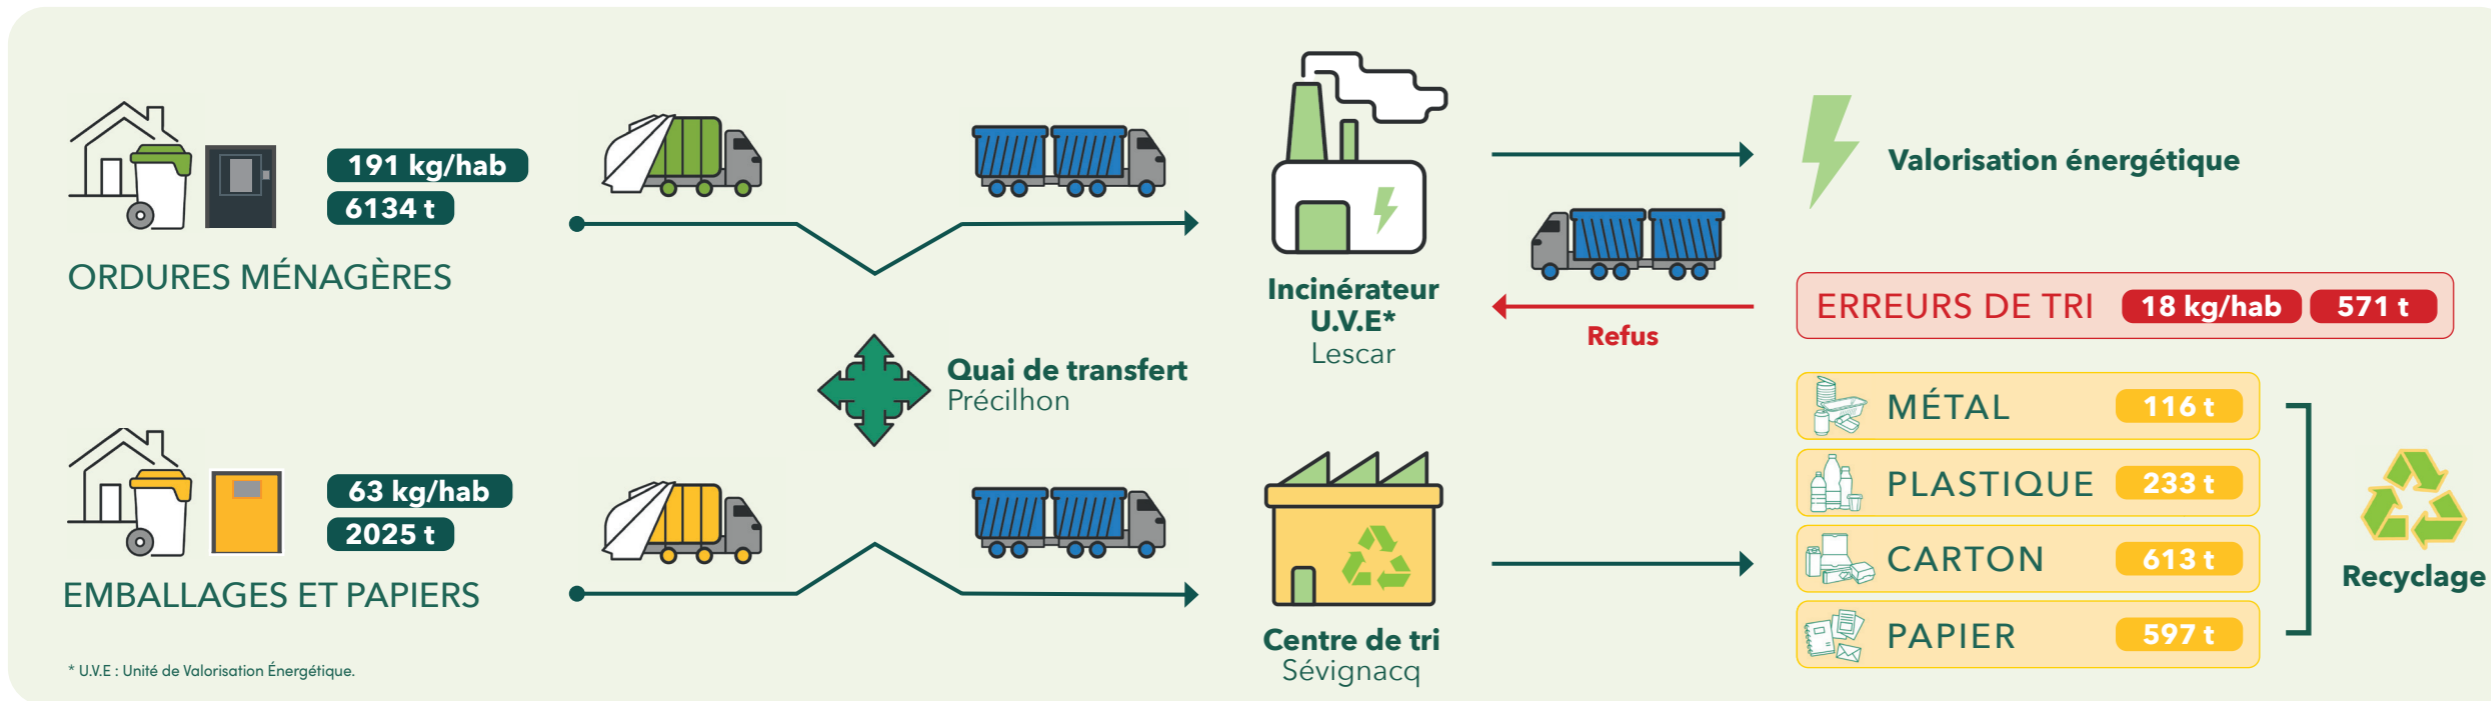 191 kg/hab
6134 t
ORDURES MÉNAGÈRES
Incinérateur
U.V.E*
Lescar
Valorisation énergétique
Refus
ERREURS DE TRI 18 kg/hab 571 t
Quai de transfert
Précilhon
63 kg/hab
2025 t
EMBALLAGES ET PAPIERS
Centre de tri
Sévignacq
MÉTAL 116 t
PLASTIQUE 233 t
CARTON 613 t
PAPIER 597 t
Recyclage
* U.V.E : Unité de Valorisation Énergétique.